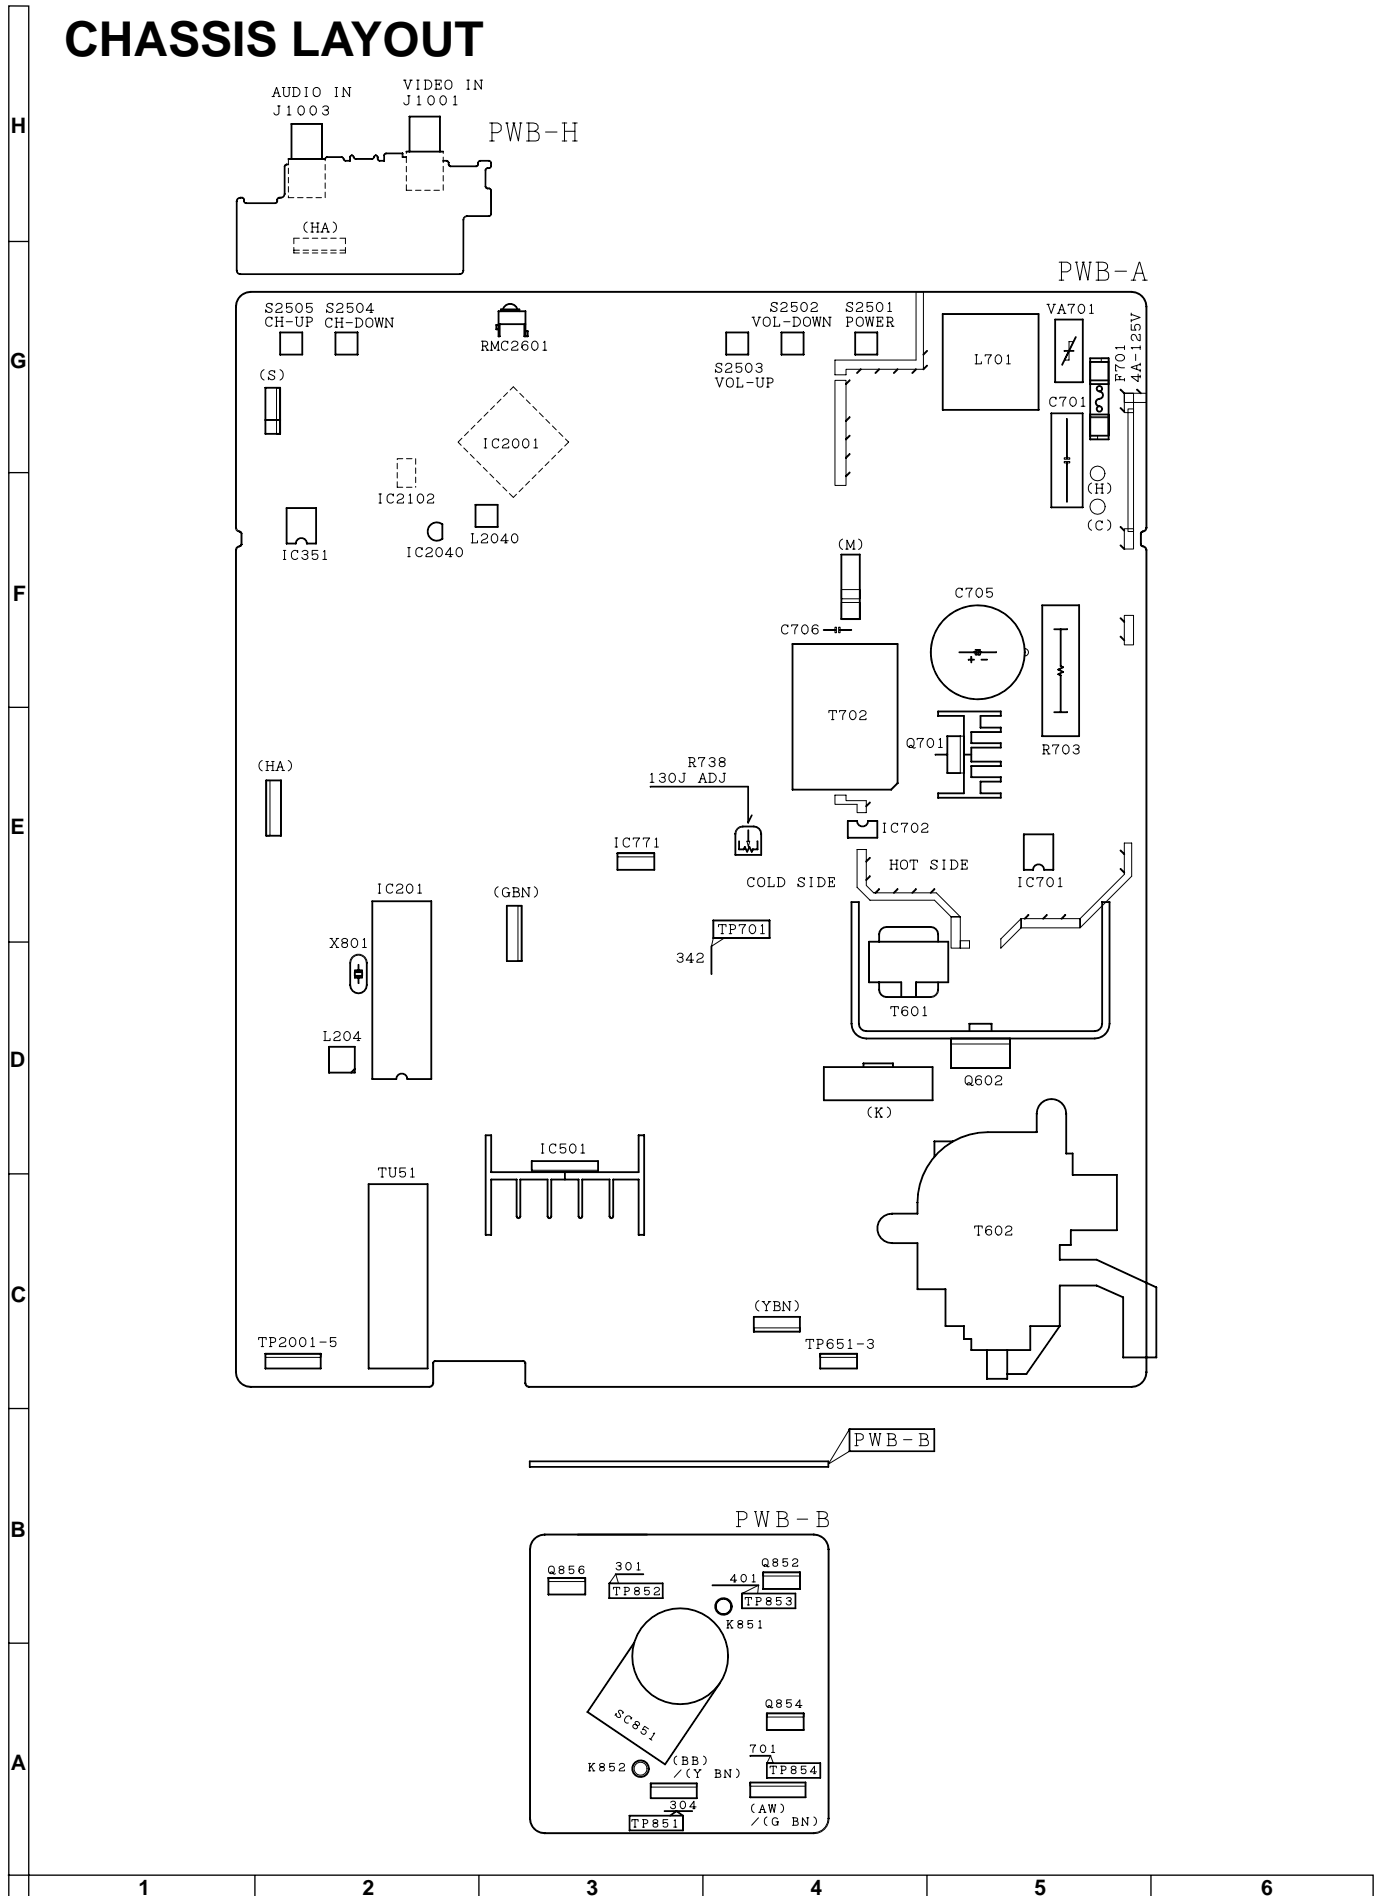 CHASSIS LAYOUT
AUDIO IN
J1003
VIDEO IN
J1001
PWB-H
H
(HA)
PWB-A
S2505
CH-UP
S2504
CH-DOWN
RMC2601
S2502
VOL-DOWN
S2501
POWER
VA701
F701
4A-125V
G
S2503
VOL-UP
L701
(S)
C701
IC2001
IC2102
(H)
(C)
IC351
IC2040
L2040
(M)
F
C705
C706
+ -
T702
Q701
R703
(HA)
R738
130J ADJ
E
IC771
IC702
COLD SIDE
HOT SIDE
IC701
IC201
(GBN)
TP701
X801
342
T601
L204
D
Q602
(K)
IC501
TU51
T602
C
(YBN)
TP2001-5
TP651-3
PWB-B
PWB-B
B
Q856
301
TP852
401
Q852
TP853
K851
SC851
Q854
A
K852
(BB)
/(Y BN)
701
TP854
304
TP851
(AW)
/(G BN)
1
2
3
4
5
6